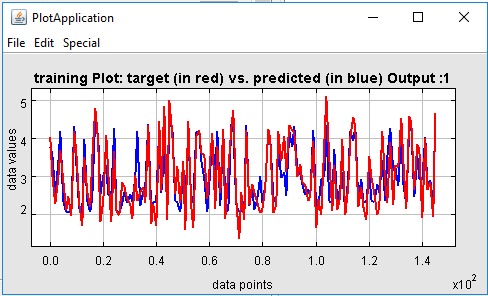 PlotApplication
File Edit Special
training Plot: target (in red) vs. predicted (in blue) Output :1
data values
5
4
3
2
0.0 0.2 0.4 0.6 0.8 1.0 1.2 1.4
data points
x10^2